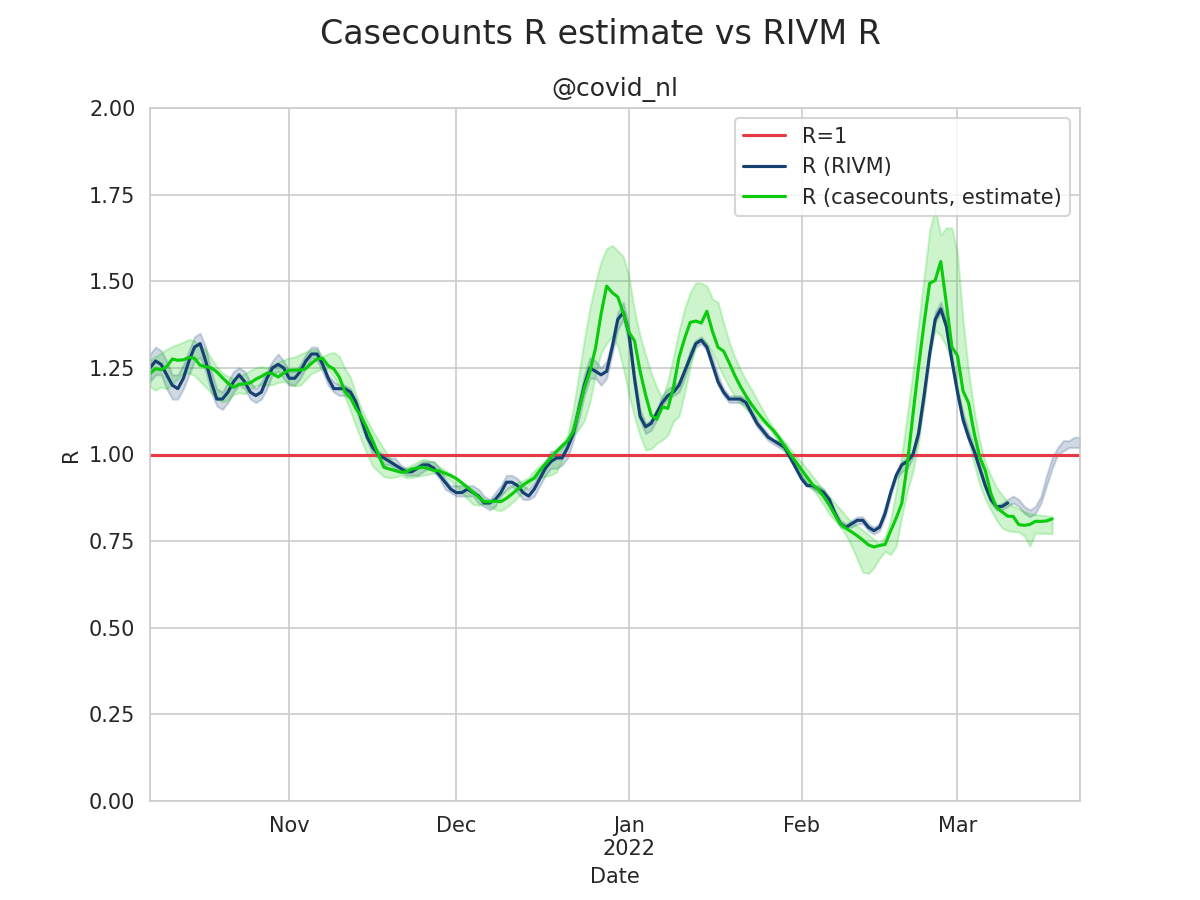 Casecounts R estimate vs RIVM R
@covid_nl
2.00
1.75
1.50
1.25
1.00
0.75
0.50
0.25
0.00
R
R=1
R (RIVM)
R (casecounts, estimate)
Nov
Dec
Jan
2022
Feb
Mar
Date